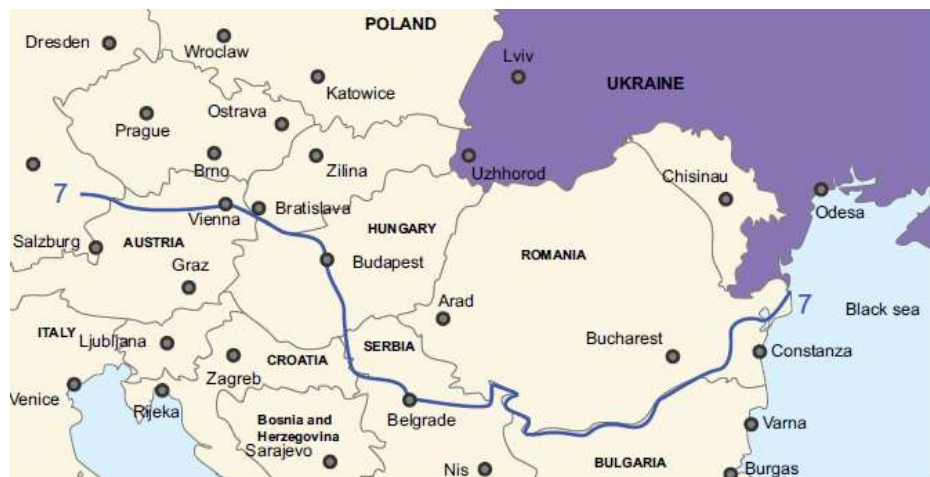 POLAND
Dresden
Wroclaw
Lviv
UKRAINE
Katowice
Ostrava
Prague
Brno
Zilina
Uzhhorod
Chisinau
7
Vienna
Bratislava
Odesa
Salzburg
AUSTRIA
HUNGARY
Graz
Budapest
ROMANIA
7
Black sea
Arad
ITALY
Ljubljana
SERBIA
Bucharest
Constanza
CROATIA
Zagreb
Venice
Rijeka
Belgrade
Bosnia and
Herzegovina
Sarajevo
Varna
Nis
BULGARIA
Burgas